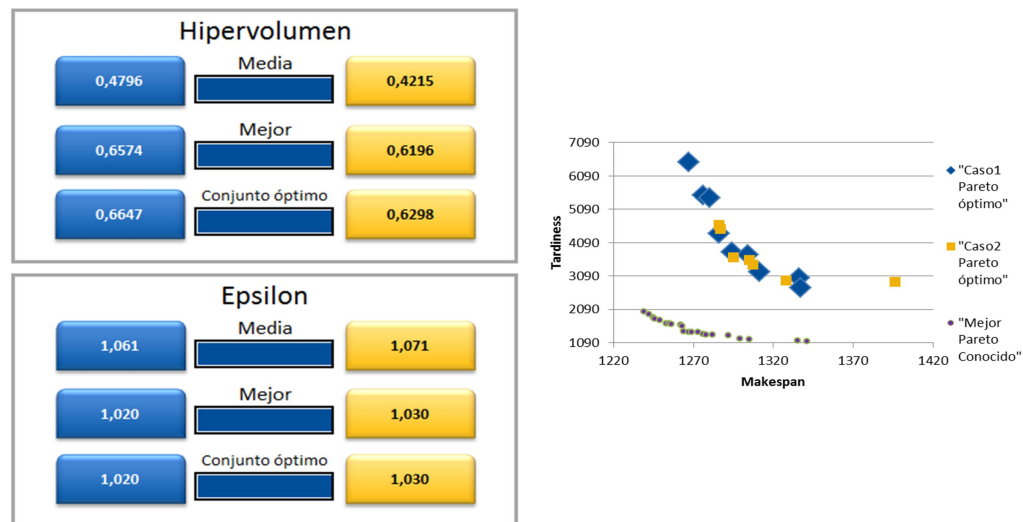 Hipervolumen
Media
0,4796
0,4215
Mejor
0,6574
0,6196
Conjunto óptimo
0,6647
0,6298
Epsilon
Media
1,061
1,071
Mejor
1,020
1,030
Conjunto óptimo
1,020
1,030
7090
6090
5090
4090
3090
2090
1090
Tardiness
1220
1270
1320
1370
1420
Makespan
"Caso1
Pareto
óptimo"
"Caso2
Pareto
óptimo"
"Mejor
Pareto
Conocido"